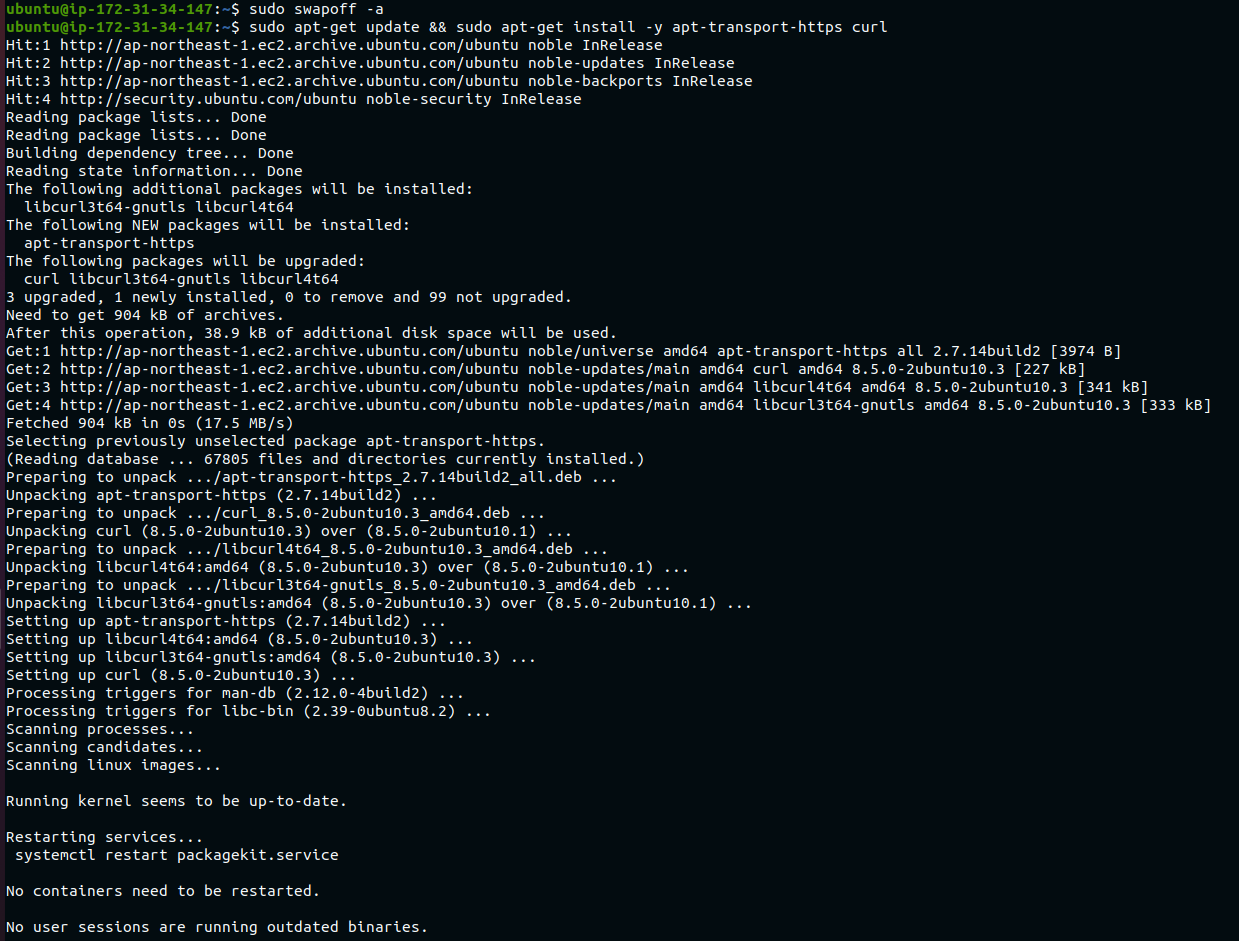 ubuntu@ip-172-31-34-147:~$ sudo swapoff -a
ubuntu@ip-172-31-34-147:~$ sudo apt-get update && sudo apt-get install -y apt-transport-https curl
Hit:1 http://ap-northeast-1.ec2.archive.ubuntu.com/ubuntu noble InRelease
Hit:2 http://ap-northeast-1.ec2.archive.ubuntu.com/ubuntu noble-updates InRelease
Hit:3 http://ap-northeast-1.ec2.archive.ubuntu.com/ubuntu noble-backports InRelease
Hit:4 http://security.ubuntu.com/ubuntu noble-security InRelease
Reading package lists... Done
Reading package lists... Done
Building dependency tree... Done
Reading state information... Done
The following additional packages will be installed:
  libcurl3t64-gnutls libcurl4t64
The following NEW packages will be installed:
  apt-transport-https
The following packages will be upgraded:
  curl libcurl3t64-gnutls libcurl4t64
3 upgraded, 1 newly installed, 0 to remove and 99 not upgraded.
Need to get 904 kB of archives.
After this operation, 38.9 kB of additional disk space will be used.
Get:1 http://ap-northeast-1.ec2.archive.ubuntu.com/ubuntu noble/universe amd64 apt-transport-https all 2.7.14build2 [3974 B]
Get:2 http://ap-northeast-1.ec2.archive.ubuntu.com/ubuntu noble-updates/main amd64 curl amd64 8.5.0-2ubuntu10.3 [227 kB]
Get:3 http://ap-northeast-1.ec2.archive.ubuntu.com/ubuntu noble-updates/main amd64 libcurl4t64 amd64 8.5.0-2ubuntu10.3 [341 kB]
Get:4 http://ap-northeast-1.ec2.archive.ubuntu.com/ubuntu noble-updates/main amd64 libcurl3t64-gnutls amd64 8.5.0-2ubuntu10.3 [333 kB]
Fetched 904 kB in 0s (17.5 MB/s)
Selecting previously unselected package apt-transport-https.
(Reading database ... 67805 files and directories currently installed.)
Preparing to unpack .../apt-transport-https_2.7.14build2_all.deb ...
Unpacking apt-transport-https (2.7.14build2) ...
Preparing to unpack .../curl_8.5.0-2ubuntu10.3_amd64.deb ...
Unpacking curl (8.5.0-2ubuntu10.3) over (8.5.0-2ubuntu10.1) ...
Preparing to unpack .../libcurl4t64_8.5.0-2ubuntu10.3_amd64.deb ...
Unpacking libcurl4t64:amd64 (8.5.0-2ubuntu10.3) over (8.5.0-2ubuntu10.1) ...
Preparing to unpack .../libcurl3t64-gnutls_8.5.0-2ubuntu10.3_amd64.deb ...
Unpacking libcurl3t64-gnutls:amd64 (8.5.0-2ubuntu10.3) over (8.5.0-2ubuntu10.1) ...
Setting up apt-transport-https (2.7.14build2) ...
Setting up libcurl4t64:amd64 (8.5.0-2ubuntu10.3) ...
Setting up libcurl3t64-gnutls:amd64 (8.5.0-2ubuntu10.3) ...
Setting up curl (8.5.0-2ubuntu10.3) ...
Processing triggers for man-db (2.12.0-4build2) ...
Processing triggers for libc-bin (2.39-0ubuntu8.2) ...
Scanning processes...
Scanning candidates...
Scanning linux images...

Running kernel seems to be up-to-date.

Restarting services...
 systemctl restart packagekit.service

No containers need to be restarted.

No user sessions are running outdated binaries.